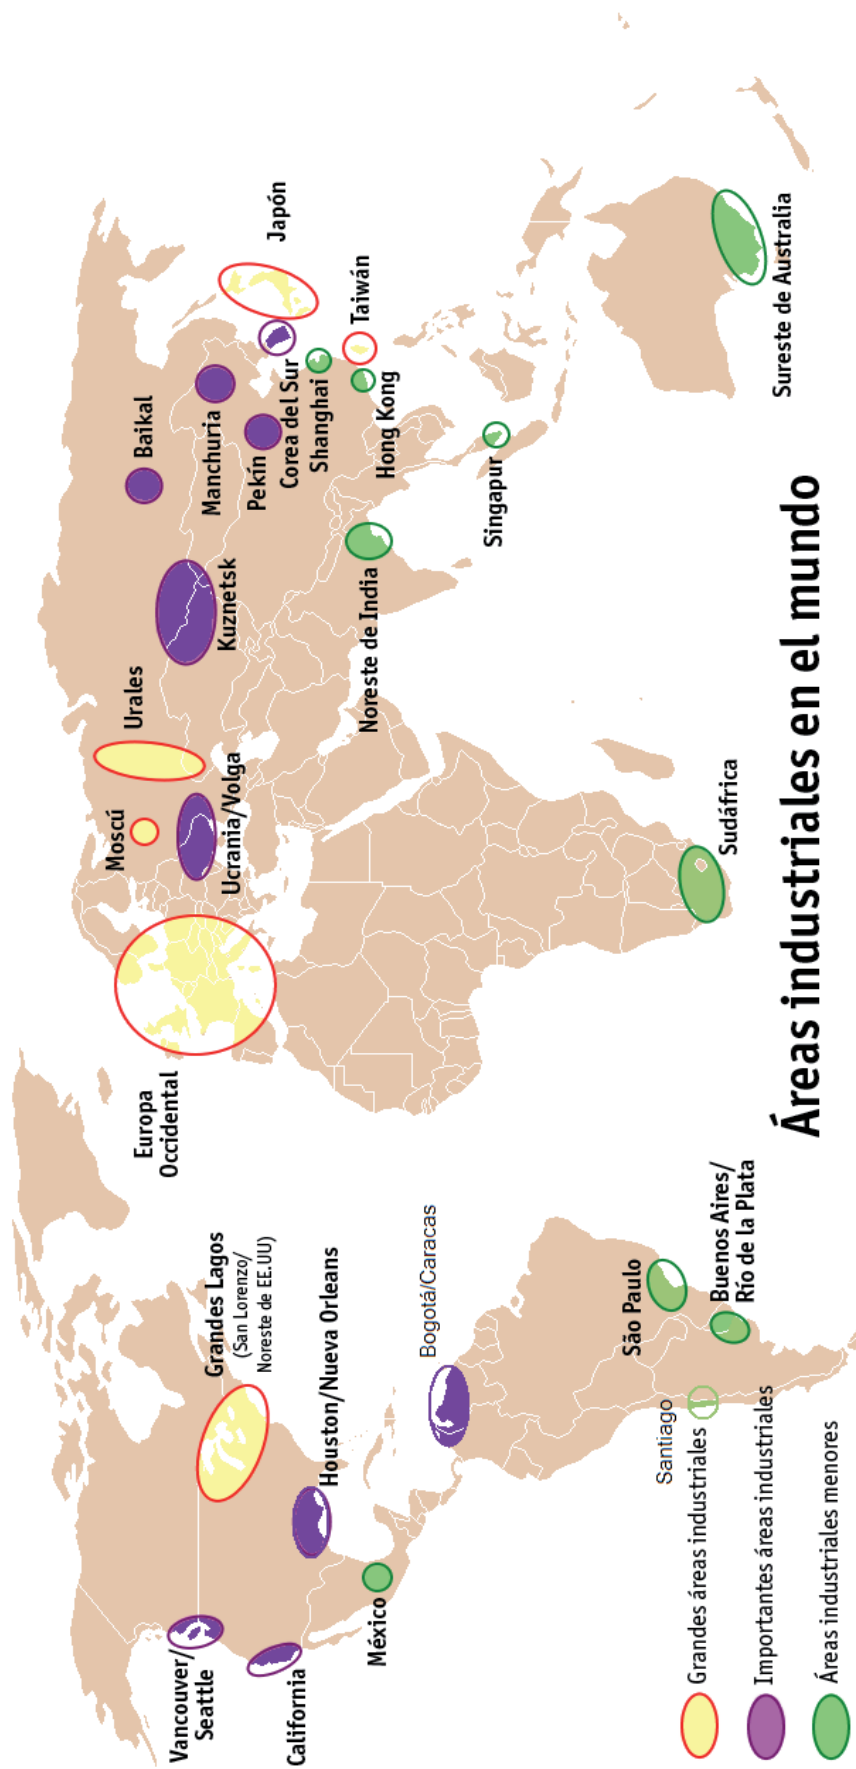 Áreas industriales en el mundo
Vancouver/
Seattle
California
México
Houston/Nueva Orleans
Grandes Lagos
(San Lorenzo/
Noreste de EE.UU)
Bogotá/Caracas
São Paulo
Buenos Aires/
Río de la Plata
Santiago
Europa
Occidental
Moscú
Ucrania/Volga
Urales
Kuznetsk
Baikal
Manchuria
Pekín
Corea del Sur
Shanghai
Hong Kong
Taiwán
Japón
Noreste de India
Singapur
Sudáfrica
Sureste de Australia
Grandes áreas industriales
Importantes áreas industriales
Áreas industriales menores